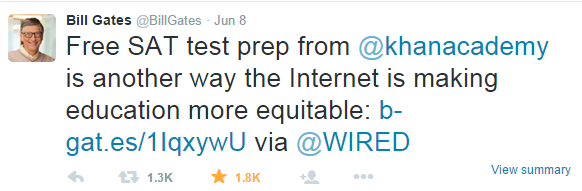 Bill Gates @BillGates · Jun 8
Free SAT test prep from @khanacademy
is another way the Internet is making
education more equitable: b-
gat.es/1IqxywU via @WIRED
1.3K 1.8K
View summary